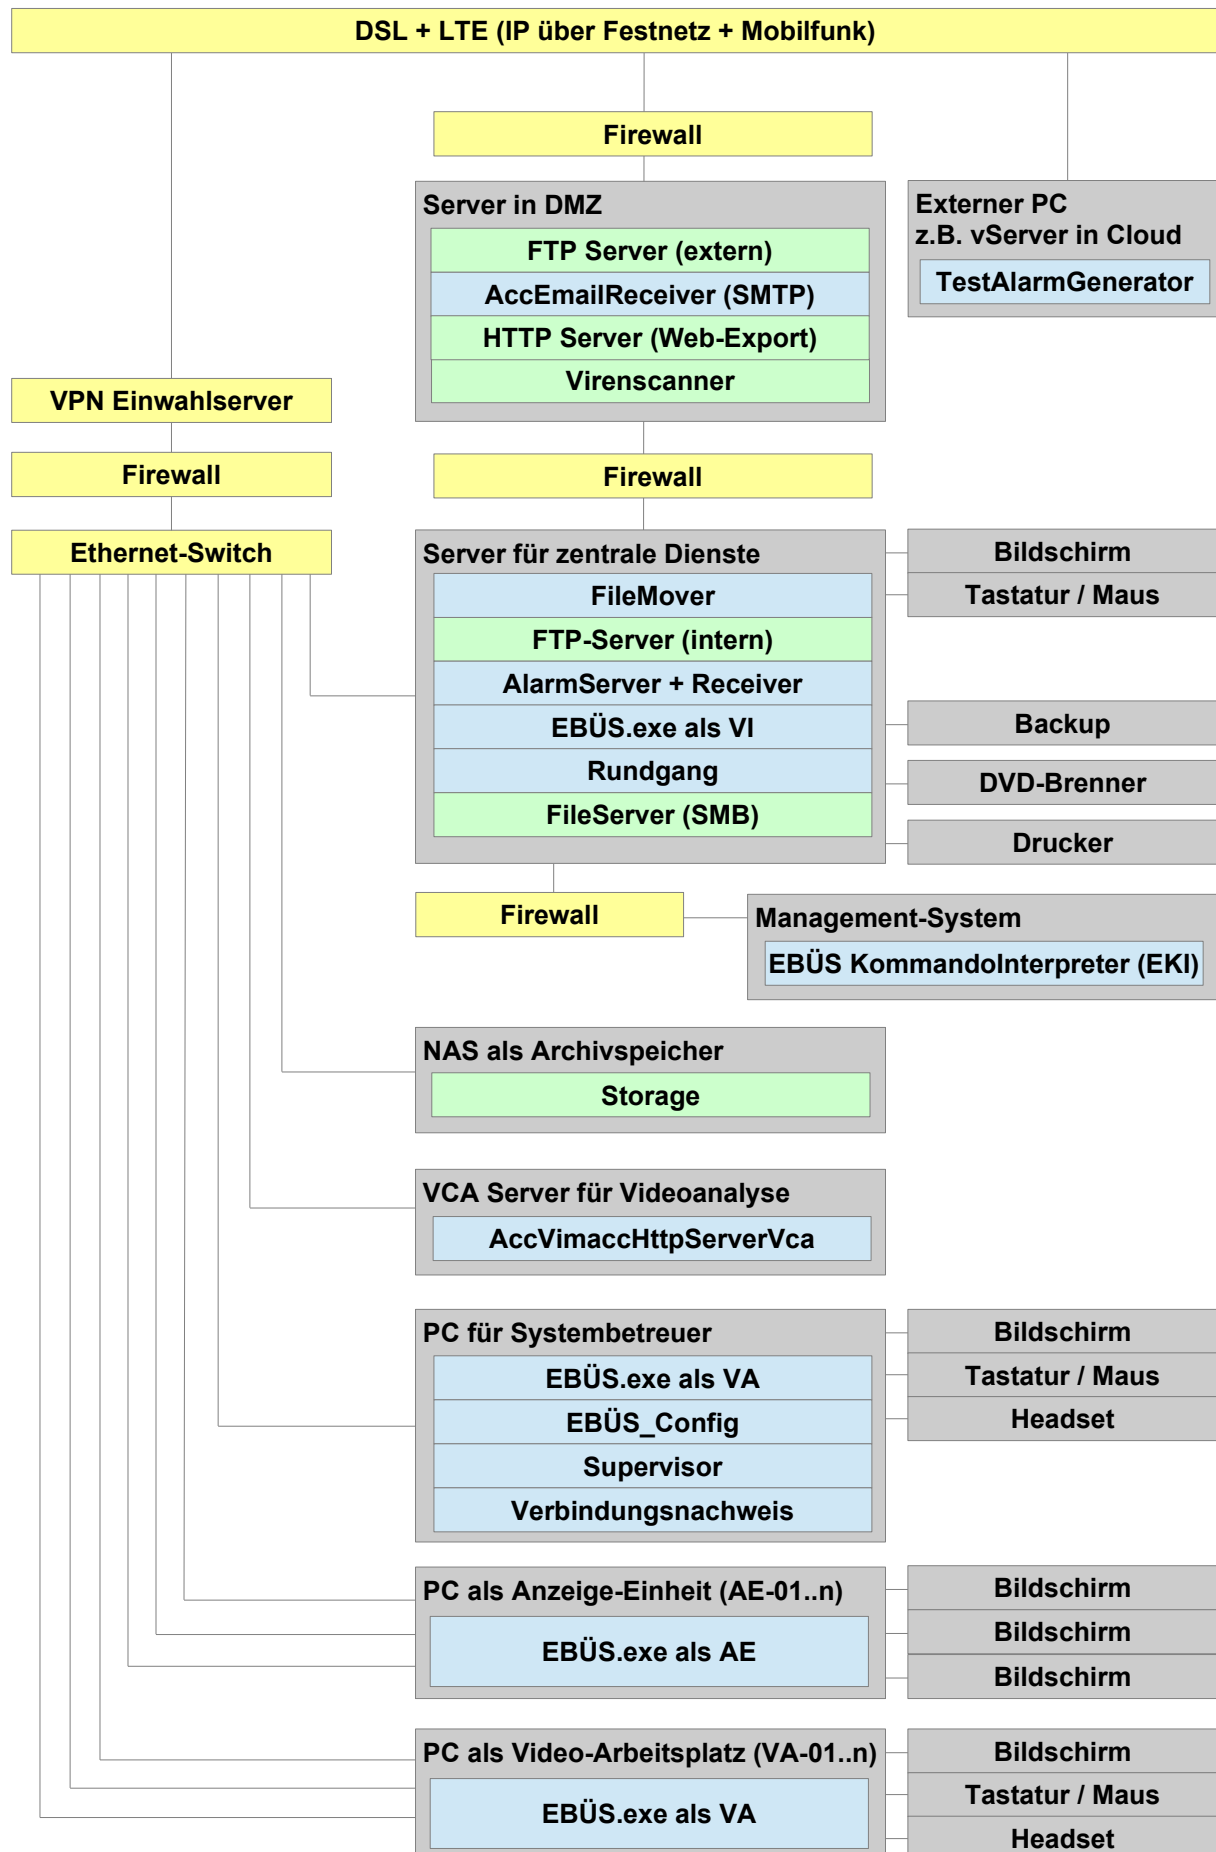 DSL + LTE (IP über Festnetz + Mobilfunk)
Firewall
Server in DMZ
FTP Server (extern)
AccEmailReceiver (SMTP)
HTTP Server (Web-Export)
Virenscanner
Externer PC
z.B. vServer in Cloud
TestAlarmGenerator
VPN Einwahlserver
Firewall
Ethernet-Switch
Firewall
Server für zentrale Dienste
FileMover
FTP-Server (intern)
AlarmServer + Receiver
EBÜS.exe als VI
Rundgang
FileServer (SMB)
Bildschirm
Tastatur / Maus
Backup
DVD-Brenner
Drucker
Firewall
Management-System
EBÜS KommandoInterpreter (EKI)
NAS als Archivspeicher
Storage
VCA Server für Videoanalyse
AccVimaccHttpServerVca
PC für Systembetreuer
EBÜS.exe als VA
EBÜS_Config
Supervisor
Verbindungsnachweis
Bildschirm
Tastatur / Maus
Headset
PC als Anzeige-Einheit (AE-01..n)
EBÜS.exe als AE
Bildschirm
Bildschirm
Bildschirm
PC als Video-Arbeitsplatz (VA-01..n)
EBÜS.exe als VA
Bildschirm
Tastatur / Maus
Headset